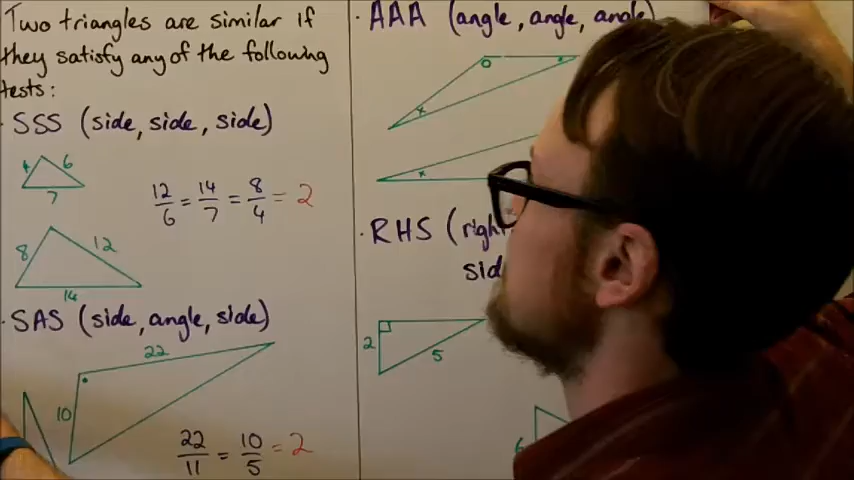 Two triangles are similar if
they satisfy any of the following
tests:
· SSS (side, side, side)
4 6
7
12/6 = 14/7 = 8/4 = 2
8 12
14
· SAS (side, angle, side)
22
10
22/11 = 10/5 = 2
· AAA (angle, angle, angle)
x o
x
· RHS (right
sid
2
5
6